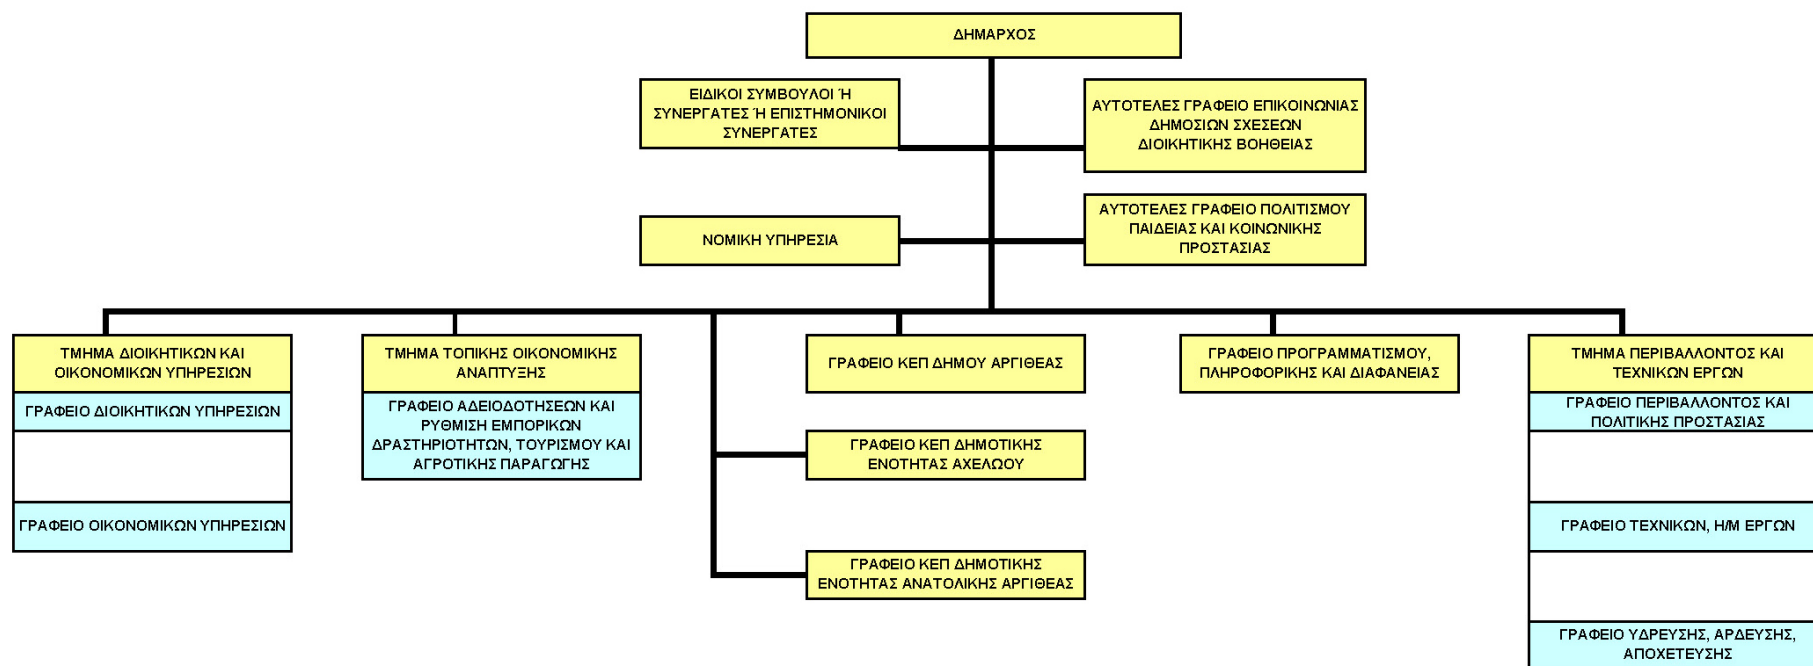 ΔΗΜΑΡΧΟΣ
ΕΙΔΙΚΟΙ ΣΥΜΒΟΥΛΟΙ Ή
ΣΥΝΕΡΓΑΤΕΣ Ή ΕΠΙΣΤΗΜΟΝΙΚΟΙ
ΣΥΝΕΡΓΑΤΕΣ
ΑΥΤΟΤΕΛΕΣ ΓΡΑΦΕΙΟ ΕΠΙΚΟΙΝΩΝΙΑΣ
ΔΗΜΟΣΙΩΝ ΣΧΕΣΕΩΝ
ΔΙΟΙΚΗΤΙΚΗΣ ΒΟΗΘΕΙΑΣ
ΝΟΜΙΚΗ ΥΠΗΡΕΣΙΑ
ΑΥΤΟΤΕΛΕΣ ΓΡΑΦΕΙΟ ΠΟΛΙΤΙΣΜΟΥ
ΠΑΙΔΕΙΑΣ ΚΑΙ ΚΟΙΝΩΝΙΚΗΣ
ΠΡΟΣΤΑΣΙΑΣ
ΤΜΗΜΑ ΔΙΟΙΚΗΤΙΚΩΝ ΚΑΙ
ΟΙΚΟΝΟΜΙΚΩΝ ΥΠΗΡΕΣΙΩΝ
ΓΡΑΦΕΙΟ ΔΙΟΙΚΗΤΙΚΩΝ ΥΠΗΡΕΣΙΩΝ
ΓΡΑΦΕΙΟ ΟΙΚΟΝΟΜΙΚΩΝ ΥΠΗΡΕΣΙΩΝ
ΤΜΗΜΑ ΤΟΠΙΚΗΣ ΟΙΚΟΝΟΜΙΚΗΣ
ΑΝΑΠΤΥΞΗΣ
ΓΡΑΦΕΙΟ ΑΔΕΙΟΔΟΤΗΣΕΩΝ ΚΑΙ
ΡΥΘΜΙΣΗ ΕΜΠΟΡΙΚΩΝ
ΔΡΑΣΤΗΡΙΟΤΗΤΩΝ, ΤΟΥΡΙΣΜΟΥ ΚΑΙ
ΑΓΡΟΤΙΚΗΣ ΠΑΡΑΓΩΓΗΣ
ΓΡΑΦΕΙΟ ΚΕΠ ΔΗΜΟΥ ΑΡΓΙΘΕΑΣ
ΓΡΑΦΕΙΟ ΚΕΠ ΔΗΜΟΤΙΚΗΣ
ΕΝΟΤΗΤΑΣ ΑΧΕΛΩΟΥ
ΓΡΑΦΕΙΟ ΚΕΠ ΔΗΜΟΤΙΚΗΣ
ΕΝΟΤΗΤΑΣ ΑΝΑΤΟΛΙΚΗΣ ΑΡΓΙΘΕΑΣ
ΓΡΑΦΕΙΟ ΠΡΟΓΡΑΜΜΑΤΙΣΜΟΥ,
ΠΛΗΡΟΦΟΡΙΚΗΣ ΚΑΙ ΔΙΑΦΑΝΕΙΑΣ
ΤΜΗΜΑ ΠΕΡΙΒΑΛΛΟΝΤΟΣ ΚΑΙ
ΤΕΧΝΙΚΩΝ ΕΡΓΩΝ
ΓΡΑΦΕΙΟ ΠΕΡΙΒΑΛΛΟΝΤΟΣ ΚΑΙ
ΠΟΛΙΤΙΚΗΣ ΠΡΟΣΤΑΣΙΑΣ
ΓΡΑΦΕΙΟ ΤΕΧΝΙΚΩΝ, Η/Μ ΕΡΓΩΝ
ΓΡΑΦΕΙΟ ΥΔΡΕΥΣΗΣ, ΑΡΔΕΥΣΗΣ,
ΑΠΟΧΕΤΕΥΣΗΣ